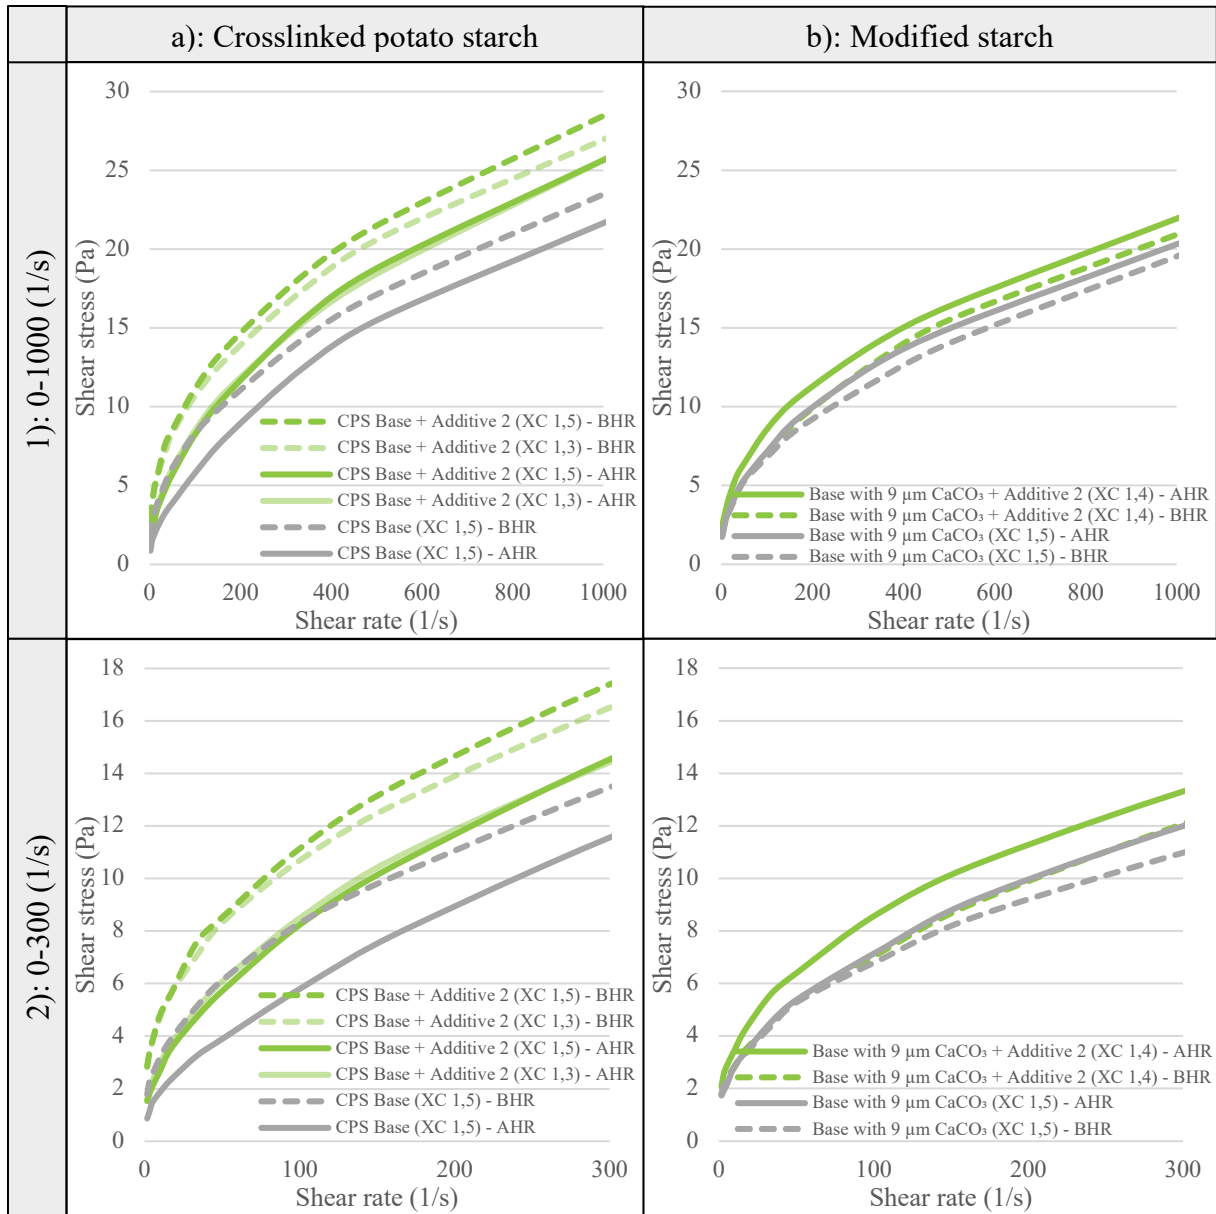 a): Crosslinked potato starch
b): Modified starch
1): 0-1000 (1/s)
Shear stress (Pa)
30
25
20
15
10
5
0
CPS Base + Additive 2 (XC 1,5) - BHR
CPS Base + Additive 2 (XC 1,3) - BHR
CPS Base + Additive 2 (XC 1,5) - AHR
CPS Base + Additive 2 (XC 1,3) - AHR
CPS Base (XC 1,5) - BHR
CPS Base (XC 1,5) - AHR
0 200 400 600 800 1000
Shear rate (1/s)
Shear stress (Pa)
30
25
20
15
10
5
0
Base with 9 µm CaCO₃ + Additive 2 (XC 1,4) - AHR
Base with 9 µm CaCO₃ + Additive 2 (XC 1,4) - BHR
Base with 9 µm CaCO₃ (XC 1,5) - AHR
Base with 9 µm CaCO₃ (XC 1,5) - BHR
0 200 400 600 800 1000
Shear rate (1/s)
2): 0-300 (1/s)
Shear stress (Pa)
18
16
14
12
10
8
6
4
2
0
CPS Base + Additive 2 (XC 1,5) - BHR
CPS Base + Additive 2 (XC 1,3) - BHR
CPS Base + Additive 2 (XC 1,5) - AHR
CPS Base + Additive 2 (XC 1,3) - AHR
CPS Base (XC 1,5) - BHR
CPS Base (XC 1,5) - AHR
0 100 200 300
Shear rate (1/s)
Shear stress (Pa)
18
16
14
12
10
8
6
4
2
0
Base with 9 µm CaCO₃ + Additive 2 (XC 1,4) - AHR
Base with 9 µm CaCO₃ + Additive 2 (XC 1,4) - BHR
Base with 9 µm CaCO₃ (XC 1,5) - AHR
Base with 9 µm CaCO₃ (XC 1,5) - BHR
0 100 200 300
Shear rate (1/s)